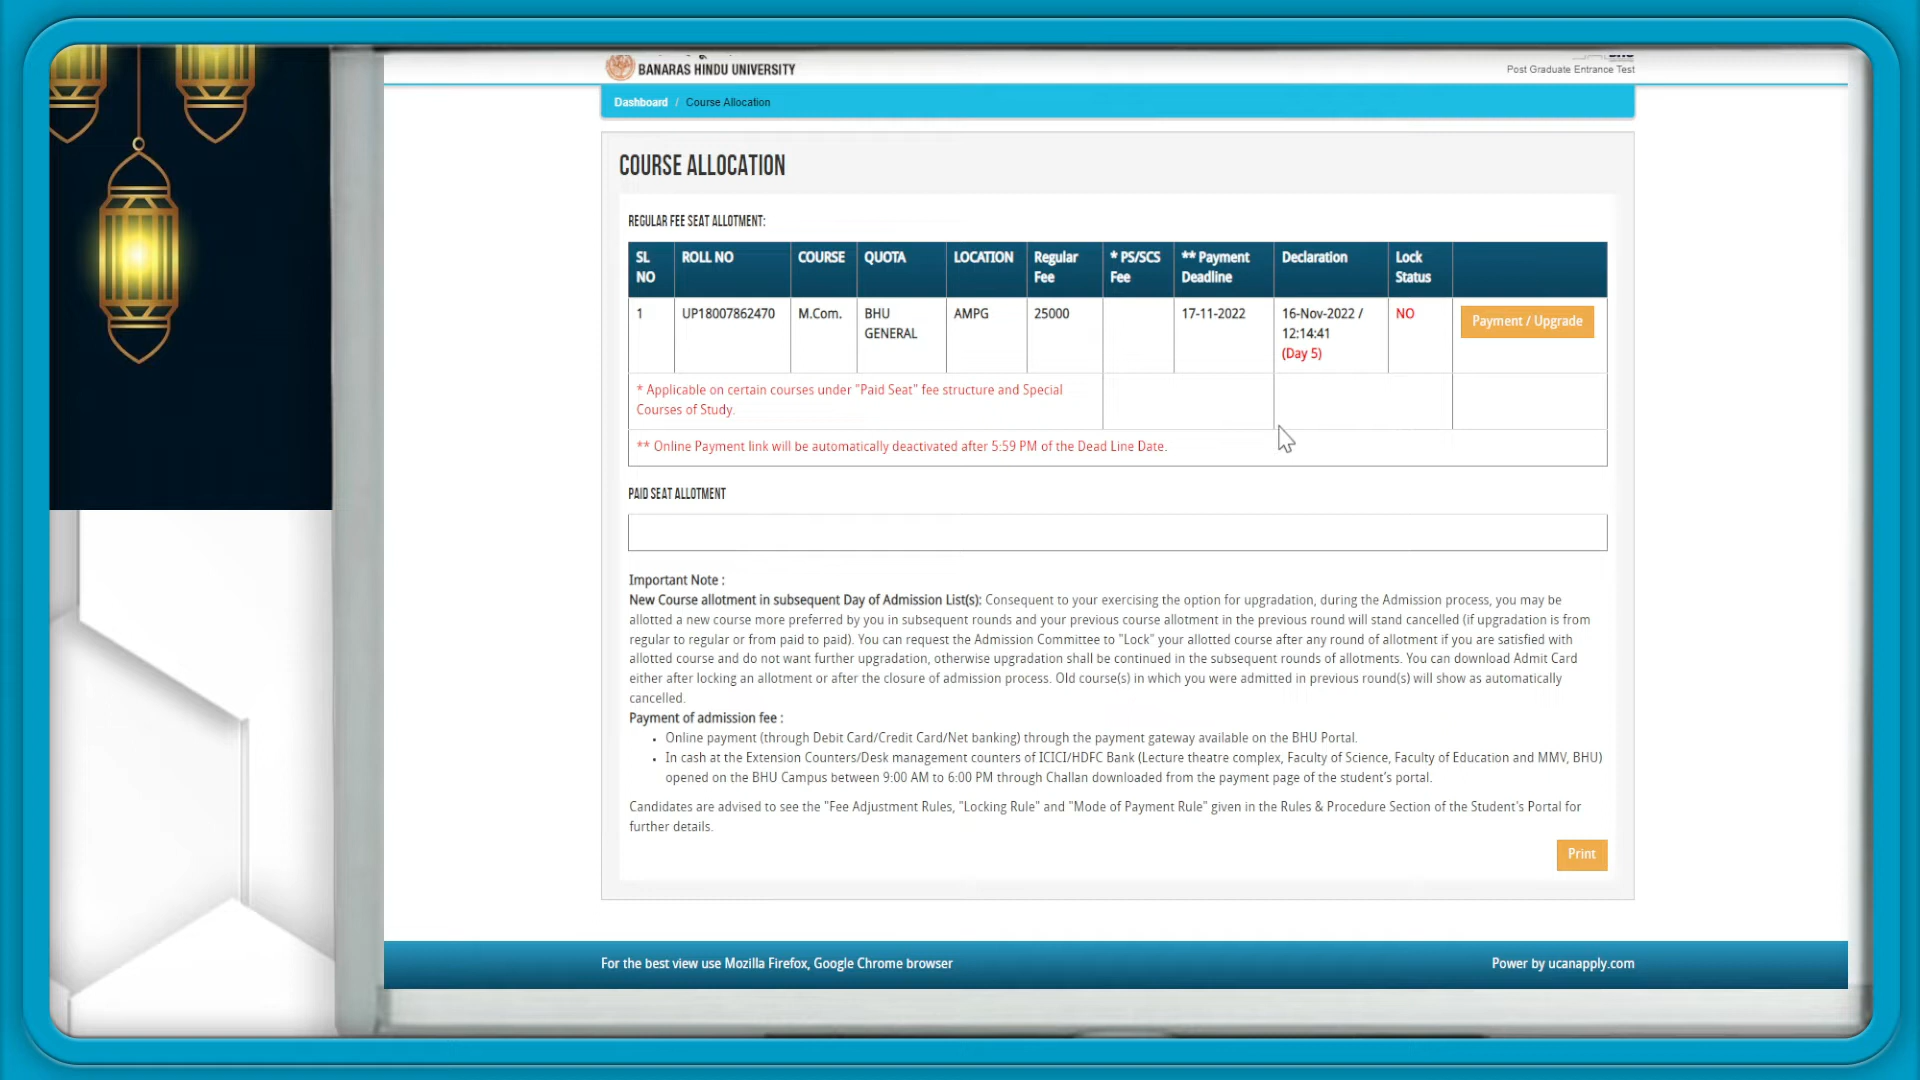 BANARAS HINDU UNIVERSITY
Post Graduate Entrance Test
Dashboard / Course Allocation
COURSE ALLOCATION
REGULAR FEE SEAT ALLOTMENT:
SL NO ROLL NO COURSE QUOTA LOCATION Regular Fee * PS/SCS Fee ** Payment Deadline Declaration Lock Status
1 UP18007862470 M.Com. BHU GENERAL AMPG 25000 17-11-2022 16-Nov-2022 / 12:14:41 (Day 5) NO Payment / Upgrade
* Applicable on certain courses under "Paid Seat" fee structure and Special
Courses of Study.
** Online Payment link will be automatically deactivated after 5:59 PM of the Dead Line Date.
PAID SEAT ALLOTMENT
Important Note :
New Course allotment in subsequent Day of Admission List(s): Consequent to your exercising the option for upgradation, during the Admission process, you may be
allotted a new course more preferred by you in subsequent rounds and your previous course allotment in the previous round will stand cancelled (if upgradation is from
regular to regular or from paid to paid). You can request the Admission Committee to "Lock" your allotted course after any round of allotment if you are satisfied with
allotted course and do not want further upgradation, otherwise upgradation shall be continued in the subsequent rounds of allotments. You can download Admit Card
either after locking an allotment or after the closure of admission process. Old course(s) in which you were admitted in previous round(s) will show as automatically
cancelled.
Payment of admission fee :
• Online payment (through Debit Card/Credit Card/Net banking) through the payment gateway available on the BHU Portal.
• In cash at the Extension Counters/Desk management counters of ICICI/HDFC Bank (Lecture theatre complex, Faculty of Science, Faculty of Education and MMV, BHU)
opened on the BHU Campus between 9:00 AM to 6:00 PM through Challan downloaded from the payment page of the student's portal.
Candidates are advised to see the "Fee Adjustment Rules, "Locking Rule" and "Mode of Payment Rule" given in the Rules & Procedure Section of the Student's Portal for
further details.
Print
For the best view use Mozilla Firefox, Google Chrome browser
Power by ucanapply.com